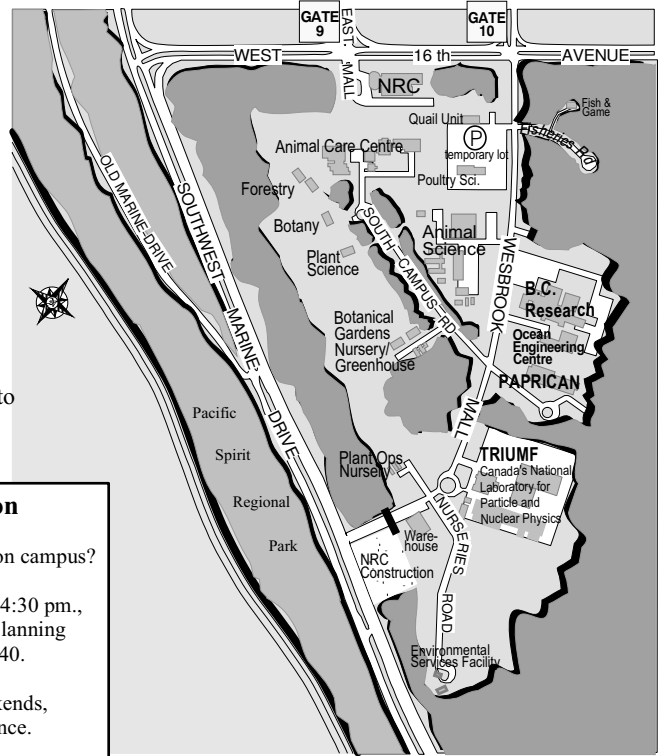 GATE
9
GATE
10
EAST
MALL
WEST
16 th
AVENUE
NRC
Quail Unit
P
temporary lot
Fish &
Game
Fisheries Rd
Animal Care Centre
Poultry Sci.
Forestry
Botany
Plant
Science
SOUTH CAMPUS RD
Animal
Science
OLD MARINE DRIVE
SOUTHWEST MARINE DRIVE
WESBROOK MALL
B.C.
Research
Ocean
Engineering
Centre
PAPRICAN
Botanical
Gardens
Nursery/
Greenhouse
to
Pacific
Spirit
Regional
Park
Plant Ops
Nursery
TRIUMF
Canada's National
Laboratory for
Particle and
Nuclear Physics
NURSERIES
ROAD
Ware-
house
NRC
Construction
Environmental
Services Facility
on
on campus?
4:30 pm.,
lanning
40.
kends,
nce.